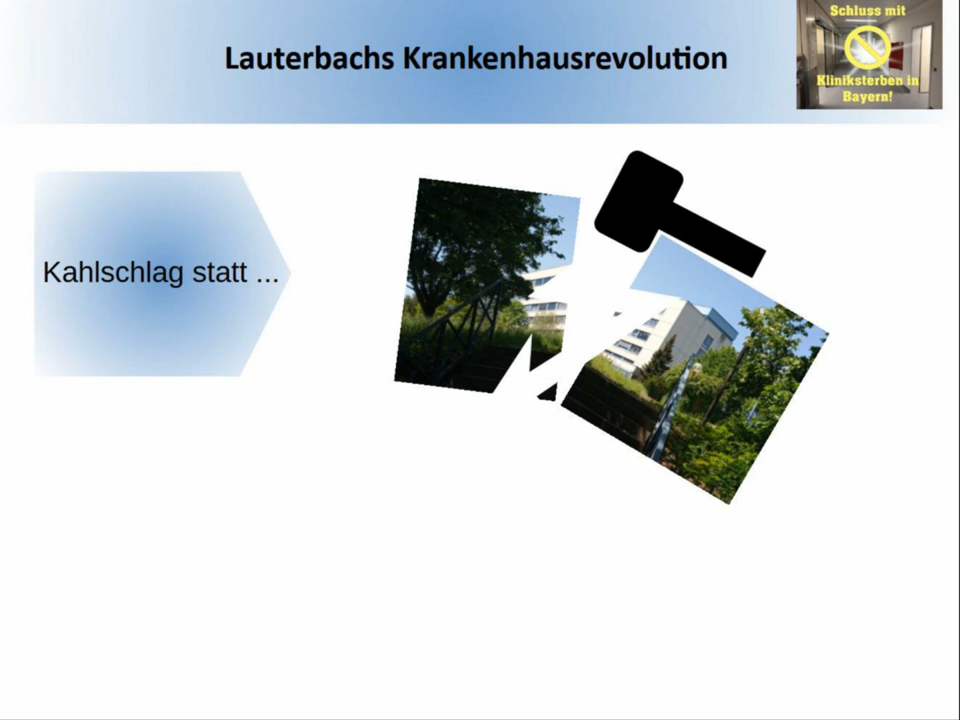 Lauterbachs Krankenhausrevolution
Schluss mit
Kliniksterben in
Bayern!
Kahlschlag statt ...